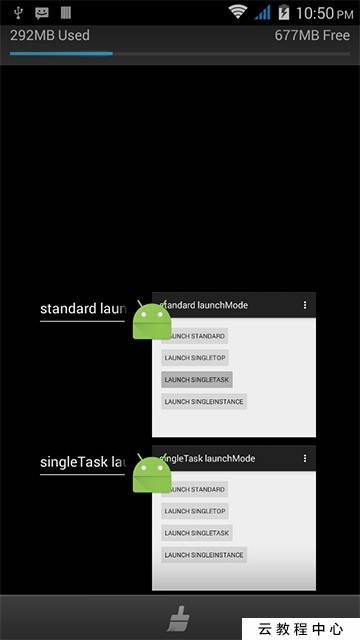 10:50 PM
292MB Used
677MB Free
standard laun
standard launchMode
LAUNCH STANDARD
LAUNCH SINGLETOP
LAUNCH SINGLETASK
LAUNCH SINGLEINSTANCE
singleTask lau
singleTask launchMode
LAUNCH STANDARD
LAUNCH SINGLETOP
LAUNCH SINGLETASK
LAUNCH SINGLEINSTANCE
云教程中心